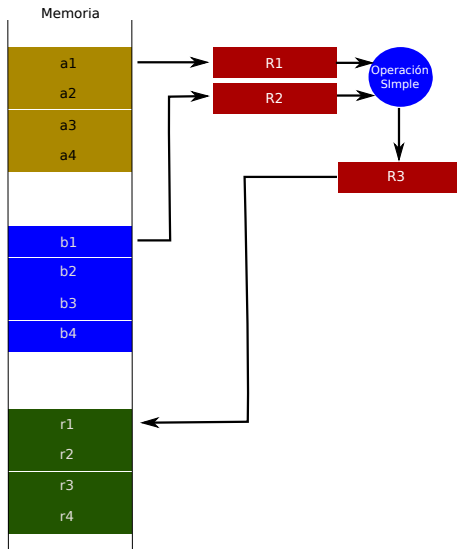 Memoria
a1
a2
a3
a4
b1
b2
b3
b4
r1
r2
r3
r4
R1
R2
Operación
SImple
R3